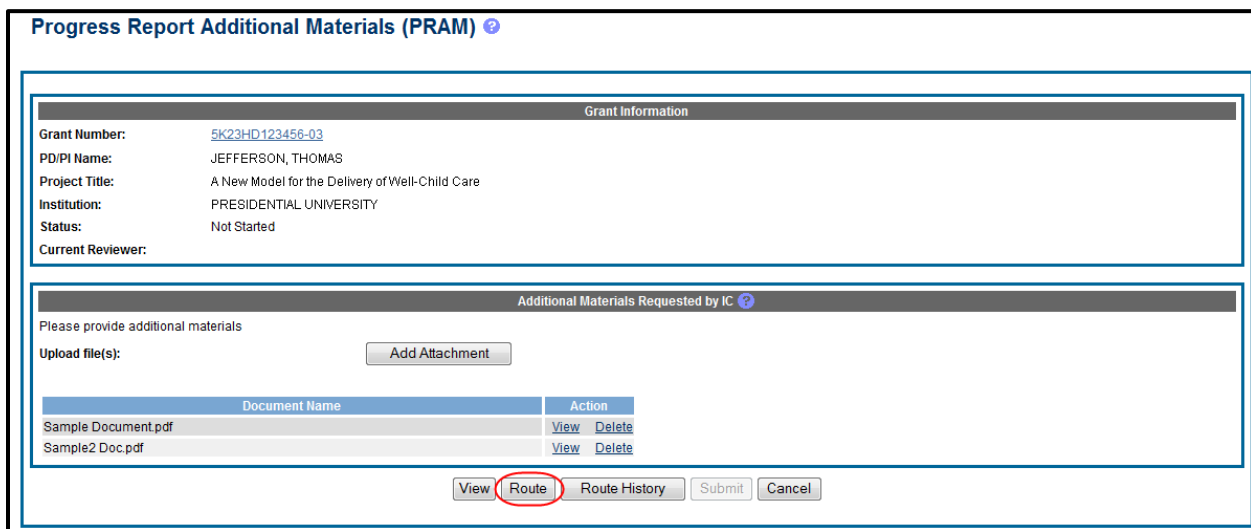 Progress Report Additional Materials (PRAM) ?
Grant Information
Grant Number: 5K23HD123456-03
PD/PI Name: JEFFERSON, THOMAS
Project Title: A New Model for the Delivery of Well-Child Care
Institution: PRESIDENTIAL UNIVERSITY
Status: Not Started
Current Reviewer:
Additional Materials Requested by IC ?
Please provide additional materials
Upload file(s): Add Attachment
Document Name Action
Sample Document.pdf View Delete
Sample2 Doc.pdf View Delete
View Route Route History Submit Cancel